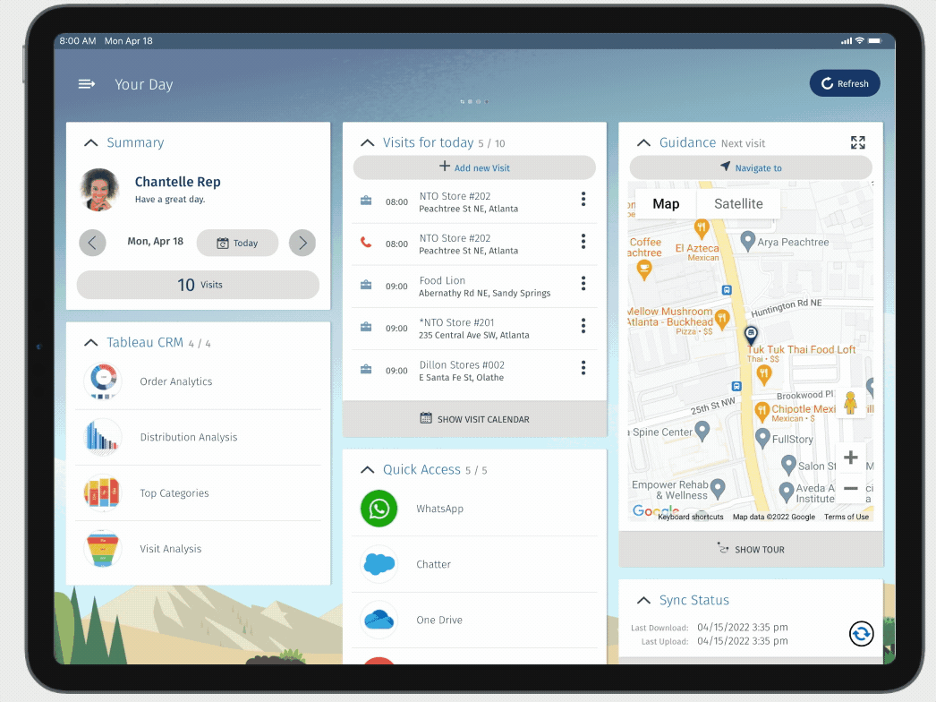 8:00 AM Mon Apr 18
Your Day
Refresh
Summary
Chantelle Rep
Have a great day.
Mon, Apr 18
Today
10 Visits
Tableau CRM 4 / 4
Order Analytics
Distribution Analysis
Top Categories
Visit Analysis
Visits for today 5 / 10
Add new Visit
08:00 NTO Store #202
Peachtree St NE, Atlanta
08:00 NTO Store #202
Peachtree St NE, Atlanta
09:00 Food Lion
Abernathy Rd NE, Sandy Springs
09:00 *NTO Store #201
235 Central Ave SW, Atlanta
09:00 Dillon Stores #002
E Santa Fe St, Olathe
SHOW VISIT CALENDAR
Quick Access 5 / 5
WhatsApp
Chatter
One Drive
Guidance Next visit
Navigate to
Map Satellite
Coffee
achtree
El Azteca
Mexican
Arya Peachtree
Huntington Rd NE
Mellow Mushroom
Atlanta - Buckhead
Pizza • $$
Tuk Tuk Thai Food Loft
Thai • $$
Brookwood Pl
25th St NW
Chipotle Mexi
Mexican • $
a Spine Center
FullStory
Salon St
Empower Rehab
& Wellness
Aveda A
Institute
Google
Keyboard shortcuts Map data ©2022 Google Terms of Use
SHOW TOUR
Sync Status
Last Download: 04/15/2022 3:35 pm
Last Upload: 04/15/2022 3:35 pm